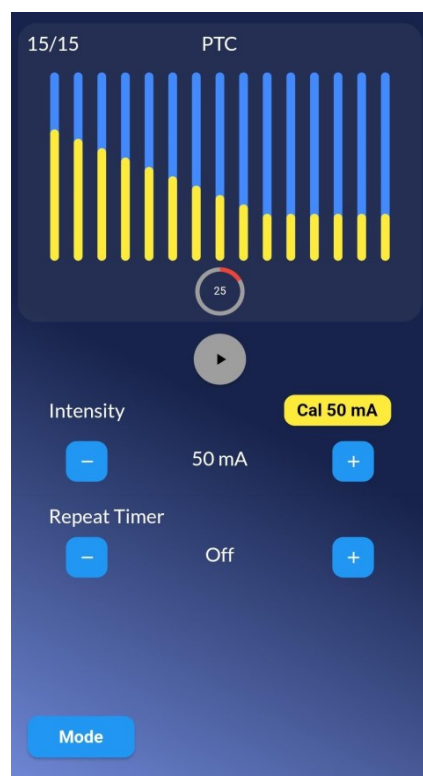 15/15 PTC
25
Intensity Cal 50 mA
− 50 mA +
Repeat Timer
− Off +
Mode